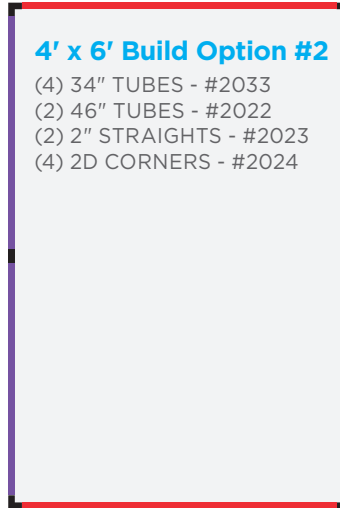 4' x 6' Build Option #2
(4) 34" TUBES - #2033
(2) 46" TUBES - #2022
(2) 2" STRAIGHTS - #2023
(4) 2D CORNERS - #2024